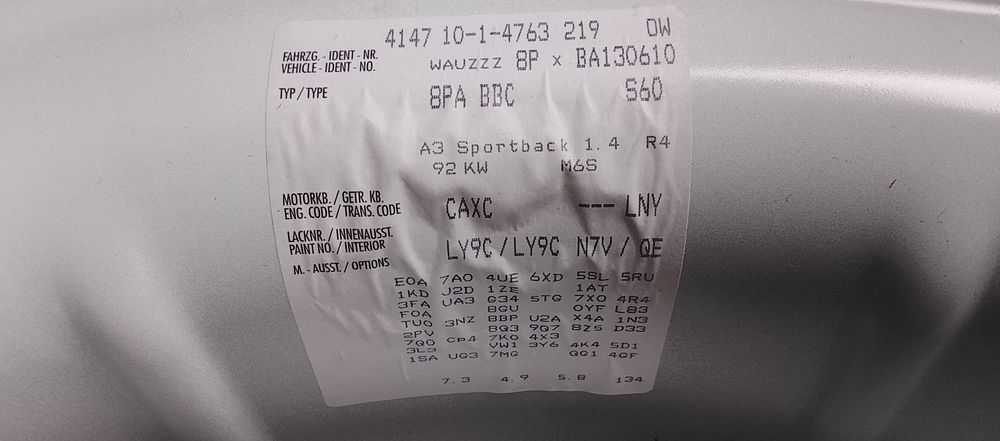 4147 10-1-4763 219 OW
FAHRZG. - IDENT - NR.
VEHICLE - IDENT - NO. WAUZZZ 8P x BA130610
TYP / TYPE 8PA BBC S60
A3 Sportback 1.4 R4
92 KW M6S
MOTORKB. / GETR. KB.
ENG. CODE / TRANS. CODE CAXC --- LNY
LACKNR. / INNENAUSST.
PAINT NO. / INTERIOR LY9C / LY9C N7V / QE
M. - AUSST. / OPTIONS
E0A 7A0 4UE 6XD 5SL 5RU
1KD J2D 1ZE 1AT
3FA UA3 G34 5TG 7X0 4R4
F0A 8GU 0YF L83
TU0 3NZ 8BP U2A X4A 1N3
2PV 8Q3 9Q7 8Z5 D33
7Q0 CP4 7K0 4X3
3L3 VW1 3Y6 4K4 5D1
1SA UG3 7MG QG1 4GF
7.3 4.9 5.8 134